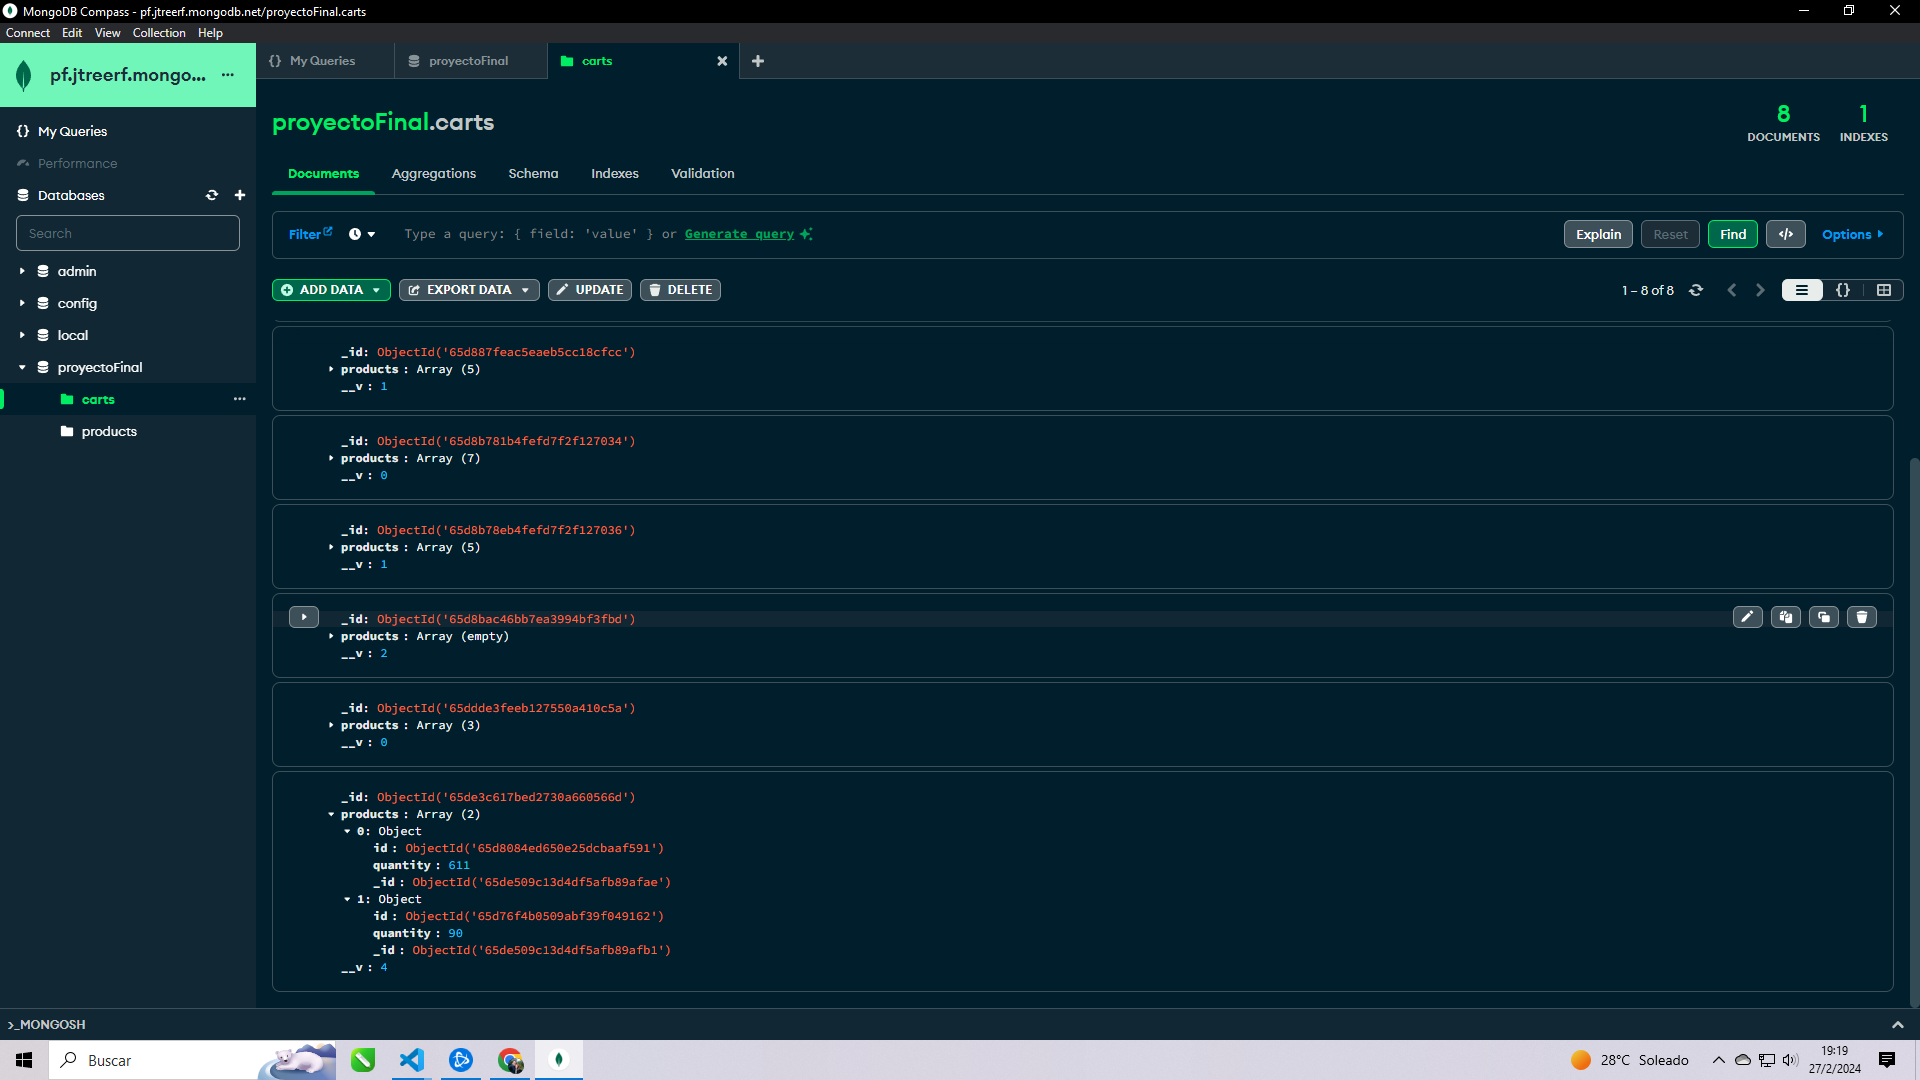 MongoDB Compass - pf.jtreerf.mongodb.net/proyectoFinal.carts
Connect Edit View Collection Help
pf.jtreerf.mongo... ...
{} My Queries
Performance
Databases
Search
admin
config
local
proyectoFinal
carts ...
products
{} My Queries
proyectoFinal
carts
proyectoFinal.carts
8
DOCUMENTS
1
INDEXES
Documents Aggregations Schema Indexes Validation
Filter Type a query: { field: 'value' } or Generate query
Explain Reset Find </> Options
ADD DATA EXPORT DATA UPDATE DELETE
1 – 8 of 8 {}
_id: ObjectId('65d887feac5eaeb5cc18cfcc')
products : Array (5)
__v : 1
_id: ObjectId('65d8b781b4fefd7f2f127034')
products : Array (7)
__v : 0
_id: ObjectId('65d8b78eb4fefd7f2f127036')
products : Array (5)
__v : 1
_id: ObjectId('65d8bac46bb7ea3994bf3fbd')
products : Array (empty)
__v : 2
_id: ObjectId('65ddde3feeb127550a410c5a')
products : Array (3)
__v : 0
_id: ObjectId('65de3c617bed2730a660566d')
products : Array (2)
0: Object
id : ObjectId('65d8084ed650e25dcbaaf591')
quantity : 611
_id : ObjectId('65de509c13d4df5afb89afae')
1: Object
id : ObjectId('65d76f4b0509abf39f049162')
quantity : 90
_id : ObjectId('65de509c13d4df5afb89afb1')
__v : 4
>_MONGOSH
Buscar
28°C Soleado
19:19
27/2/2024